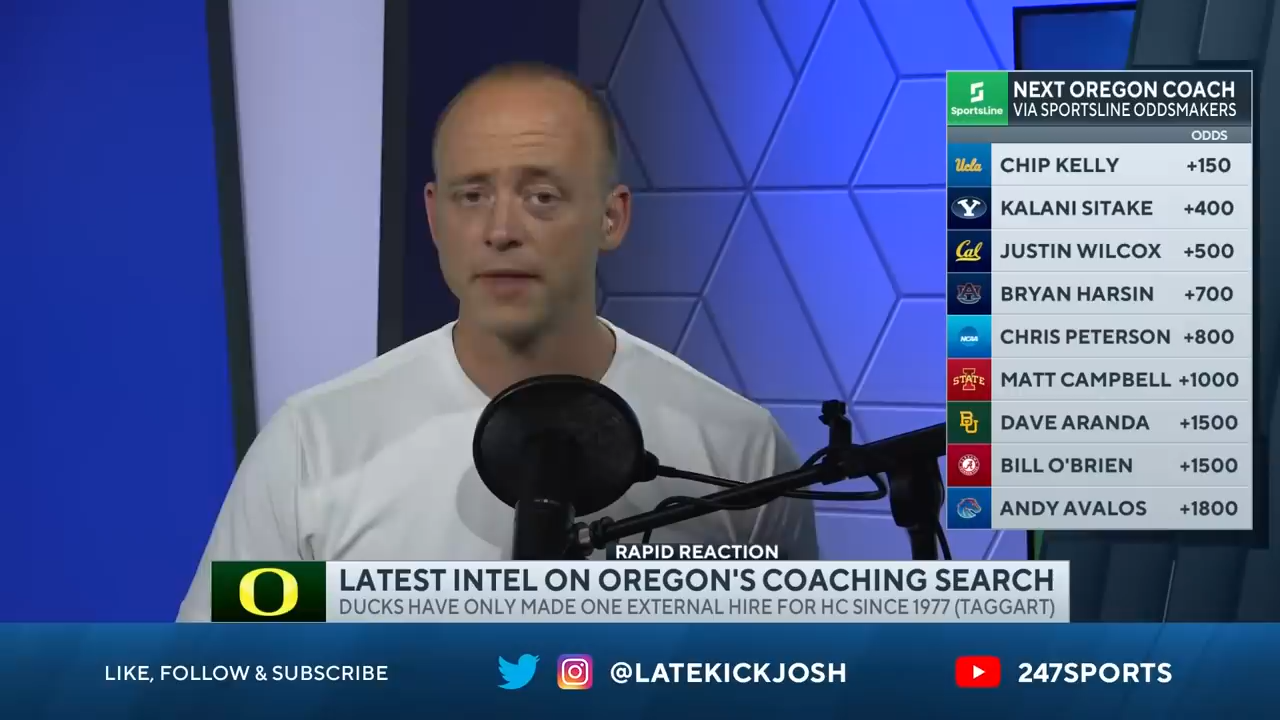 SportsLine
NEXT OREGON COACH
VIA SPORTSLINE ODDSMAKERS
ODDS
Ucla CHIP KELLY +150
Y KALANI SITAKE +400
Cal JUSTIN WILCOX +500
AU BRYAN HARSIN +700
NCAA CHRIS PETERSON +800
I STATE MATT CAMPBELL +1000
BU DAVE ARANDA +1500
A BILL O'BRIEN +1500
ANDY AVALOS +1800
RAPID REACTION
O LATEST INTEL ON OREGON'S COACHING SEARCH
DUCKS HAVE ONLY MADE ONE EXTERNAL HIRE FOR HC SINCE 1977 (TAGGART)
LIKE, FOLLOW & SUBSCRIBE @LATEKICKJOSH 247SPORTS